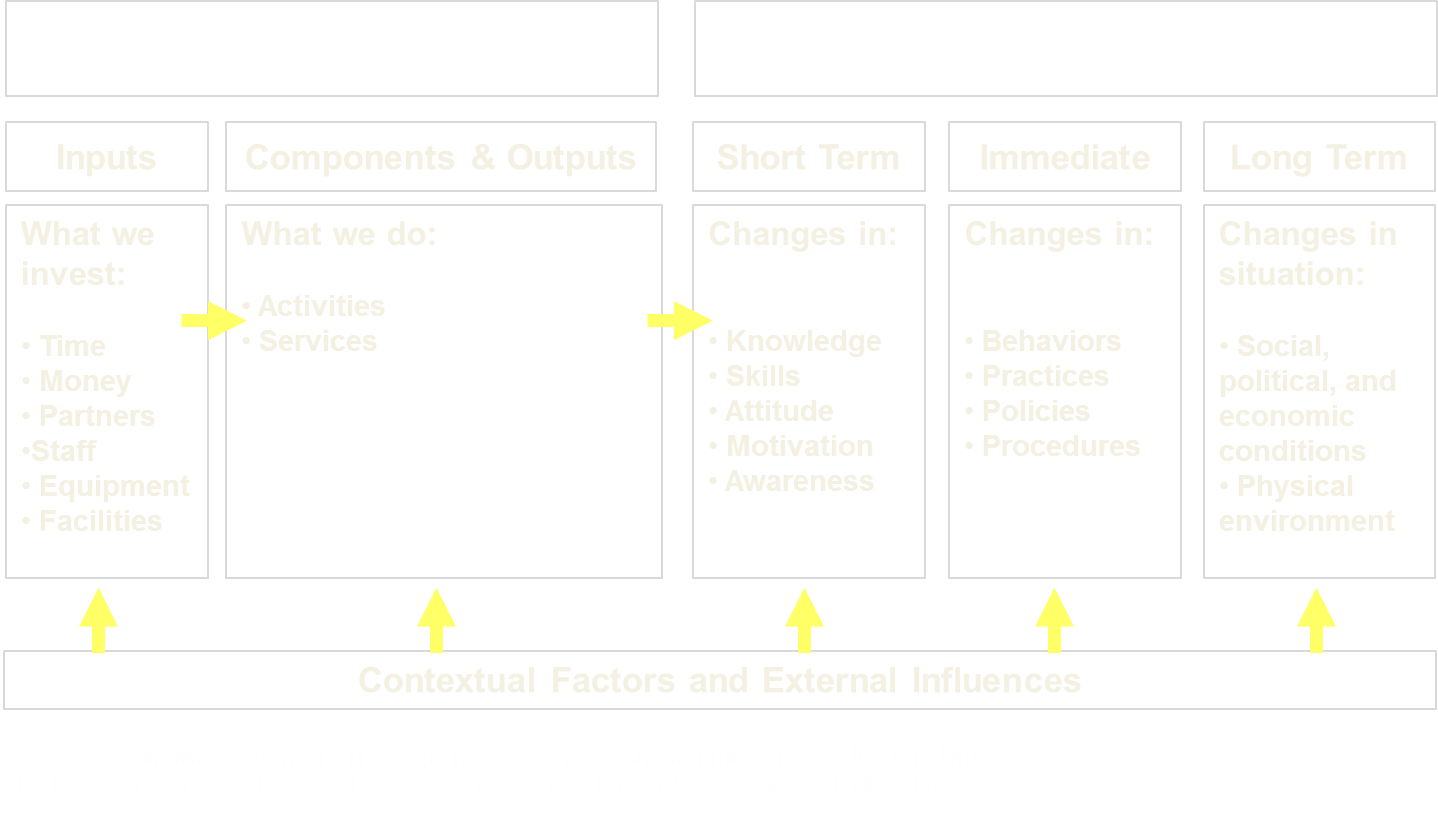 Inputs
Components & Outputs
Short Term
Immediate
Long Term
What we
invest:
• Time
• Money
• Partners
•Staff
• Equipment
• Facilities
What we do:
• Activities
• Services
Changes in:
• Knowledge
• Skills
• Attitude
• Motivation
• Awareness
Changes in:
• Behaviors
• Practices
• Policies
• Procedures
Changes in
situation:
• Social,
political, and
economic
conditions
• Physical
environment
Contextual Factors and External Influences